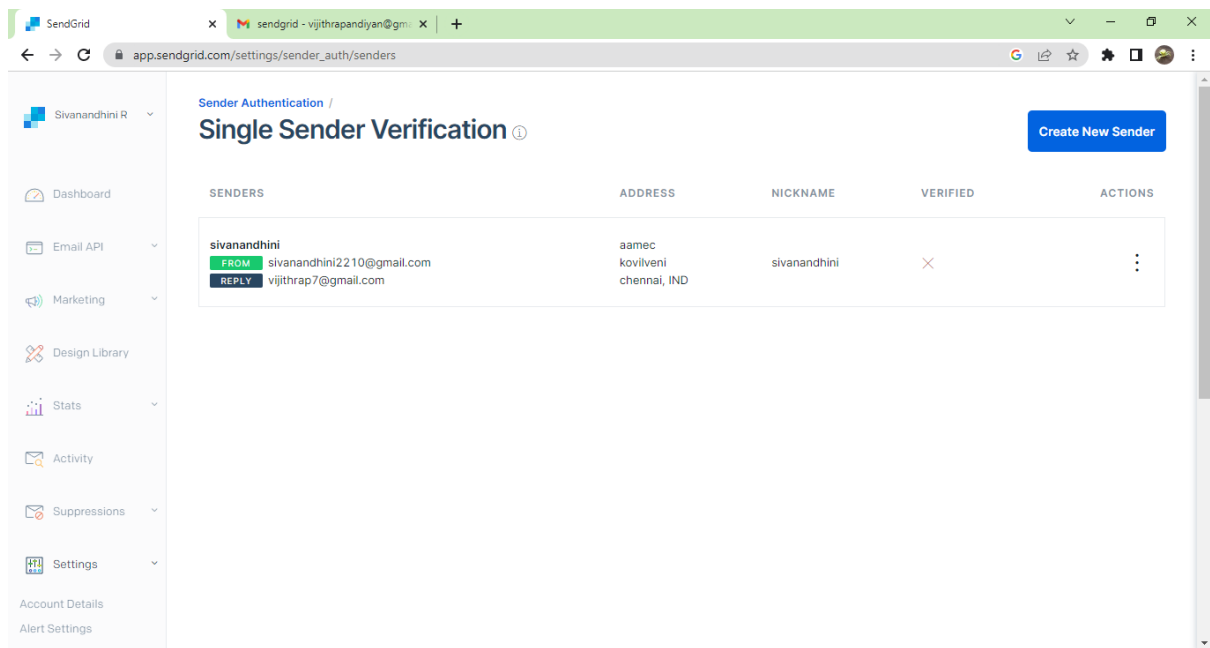 SendGrid
sendgrid - vijithrapandiyan@gm
app.sendgrid.com/settings/sender_auth/senders
Sivanandhini R
Dashboard
Email API
Marketing
Design Library
Stats
Activity
Suppressions
Settings
Account Details
Alert Settings
Sender Authentication /
Single Sender Verification
Create New Sender
SENDERS ADDRESS NICKNAME VERIFIED ACTIONS
sivanandhini aamec
FROM sivanandhini2210@gmail.com kovilveni sivanandhini
REPLY vijithrap7@gmail.com chennai, IND